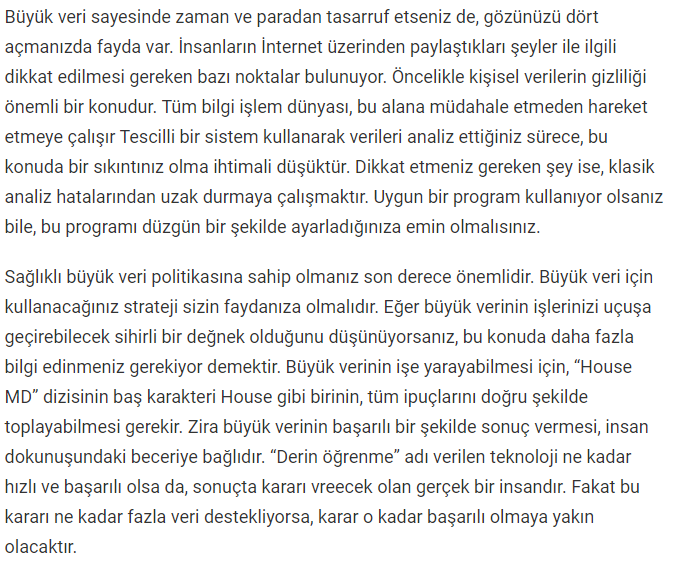 Büyük veri sayesinde zaman ve paradan tasarruf etseniz de, gözünüzü dört
açmanızda fayda var. İnsanların İnternet üzerinden paylaştıkları şeyler ile ilgili
dikkat edilmesi gereken bazı noktalar bulunuyor. Öncelikle kişisel verilerin gizliliği
önemli bir konudur. Tüm bilgi işlem dünyası, bu alana müdahale etmeden hareket
etmeye çalışır Tescilli bir sistem kullanarak verileri analiz ettiğiniz sürece, bu
konuda bir sıkıntınız olma ihtimali düşüktür. Dikkat etmeniz gereken şey ise, klasik
analiz hatalarından uzak durmaya çalışmaktır. Uygun bir program kullanıyor olsanız
bile, bu programı düzgün bir şekilde ayarladığınıza emin olmalısınız.
Sağlıklı büyük veri politikasına sahip olmanız son derece önemlidir. Büyük veri için
kullanacağınız strateji sizin faydanıza olmalıdır. Eğer büyük verinin işlerinizi uçuşa
geçirebilecek sihirli bir değnek olduğunu düşünüyorsanız, bu konuda daha fazla
bilgi edinmeniz gerekiyor demektir. Büyük verinin işe yarayabilmesi için, “House
MD” dizisinin baş karakteri House gibi birinin, tüm ipuçlarını doğru şekilde
toplayabilmesi gerekir. Zira büyük verinin başarılı bir şekilde sonuç vermesi, insan
dokunuşundaki beceriye bağlıdır. “Derin öğrenme” adı verilen teknoloji ne kadar
hızlı ve başarılı olsa da, sonuçta kararı vreecek olan gerçek bir insandır. Fakat bu
kararı ne kadar fazla veri destekliyorsa, karar o kadar başarılı olmaya yakın
olacaktır.